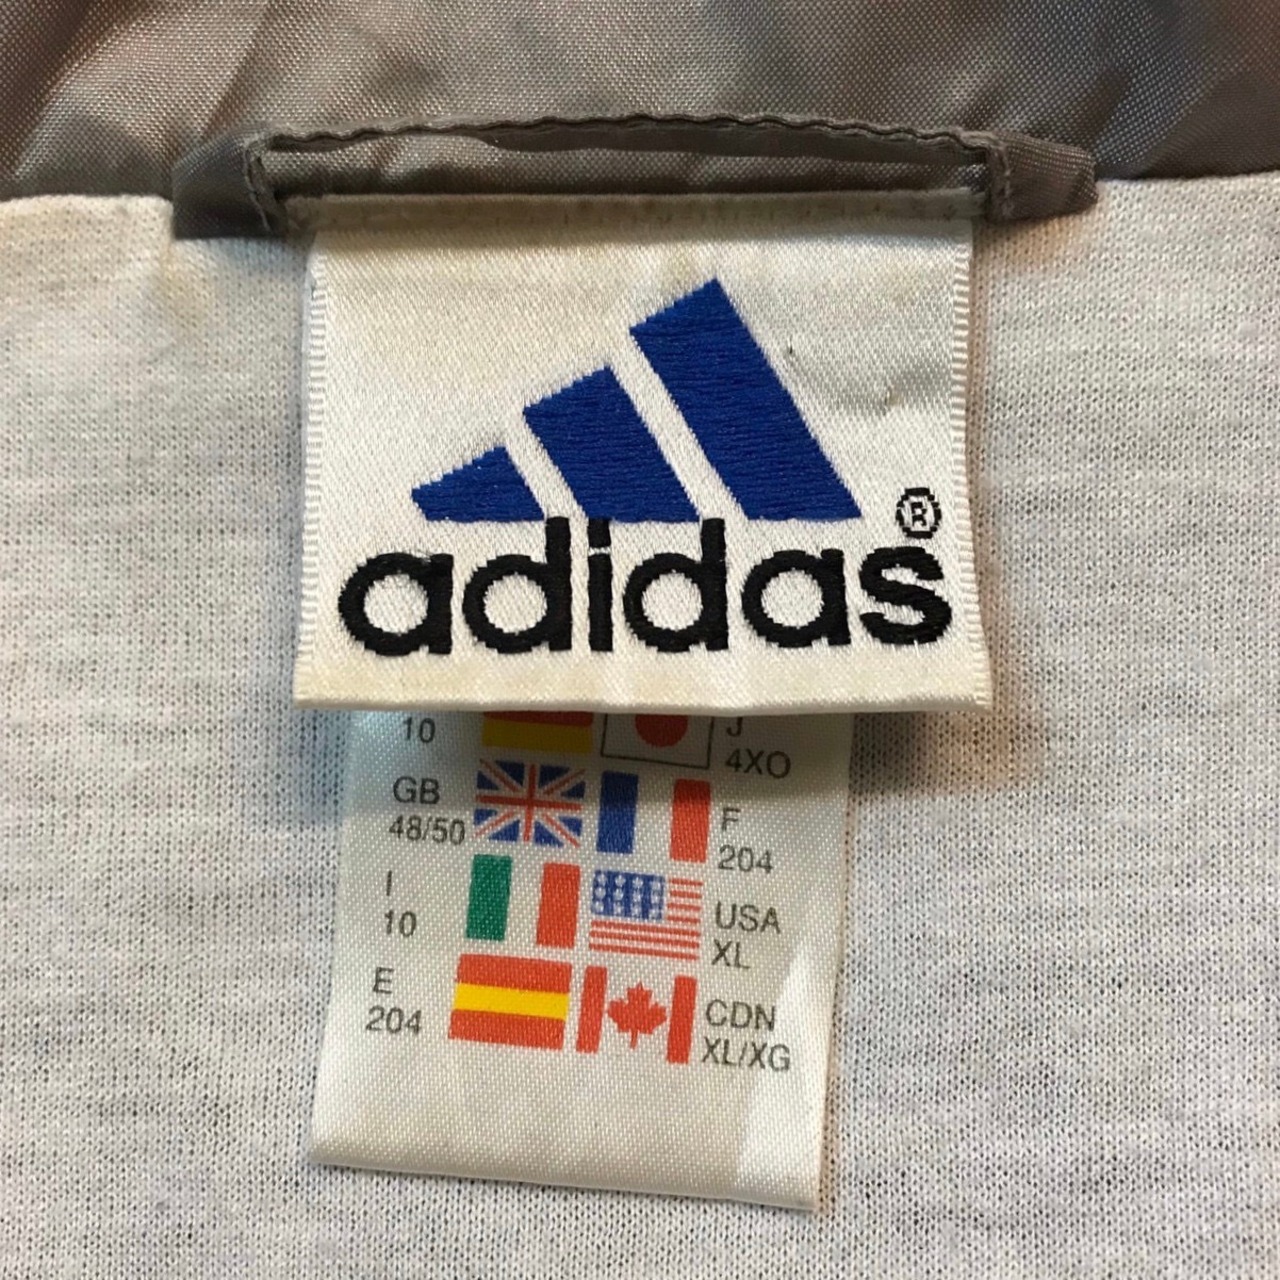 adidas®
10
J
4XO
GB
48/50
F
204
I
10
USA
XL
E
204
CDN
XL/XG